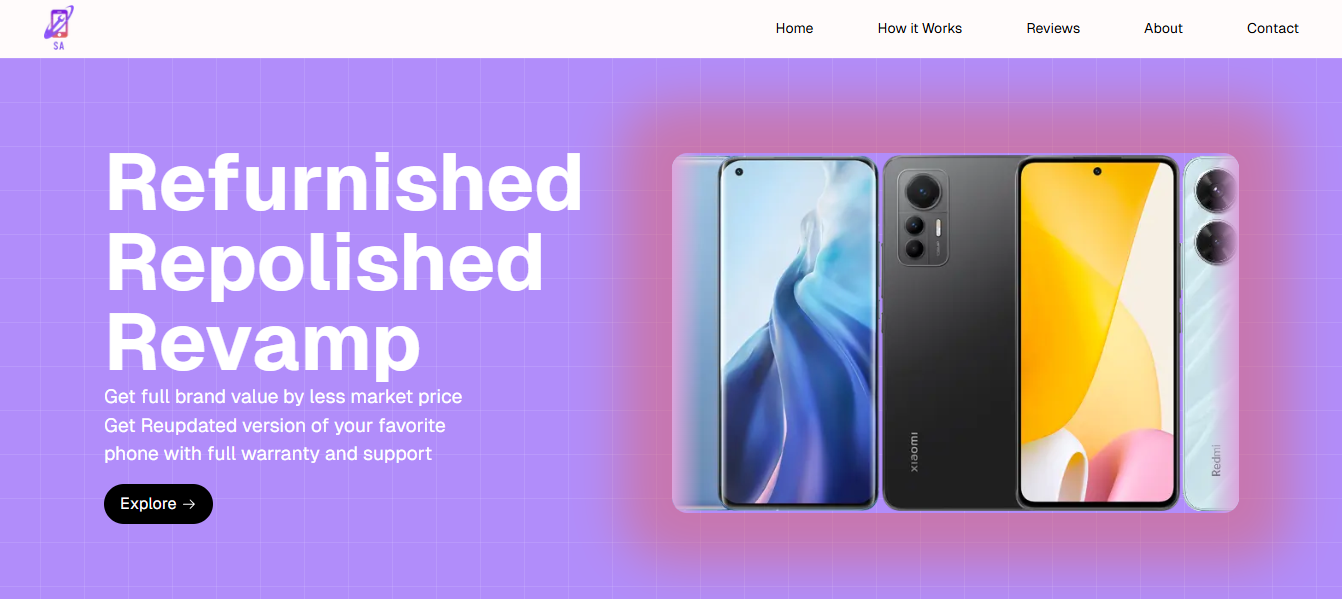 SA
Home
How it Works
Reviews
About
Contact
Refurnished
Repolished
Revamp
Get full brand value by less market price
Get Reupdated version of your favorite
phone with full warranty and support
Explore →
xiaomi
Redmi